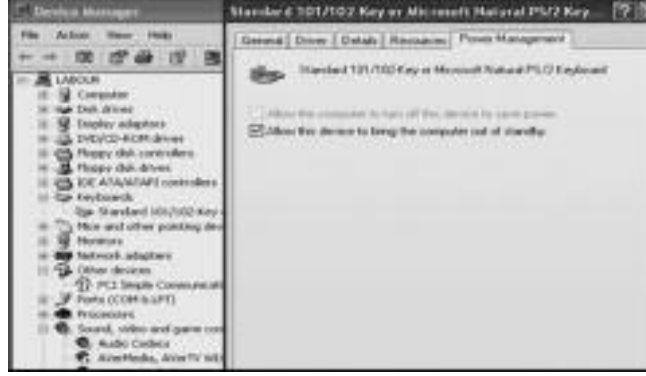 Device Manager
File Action View Help
LABOUR
Computer
Disk drives
Display adapters
DVD/CD-ROM drives
Floppy disk controllers
Floppy disk drives
IDE ATA/ATAPI controllers
Keyboards
Standard 101/102-Key
Mice and other pointing dev
Monitors
Network adapters
Other devices
PCI Simple Communicati
Ports (COM & LPT)
Processors
Sound, video and game con
Audio Codecs
AVerMedia, AVerTV
Standard 101/102-Key or Microsoft Natural PS/2 Key
General Driver Details Resources Power Management
Standard 101/102-Key or Microsoft Natural PS/2 Keyboard
Allow the computer to turn off this device to save power.
Allow this device to bring the computer out of standby.